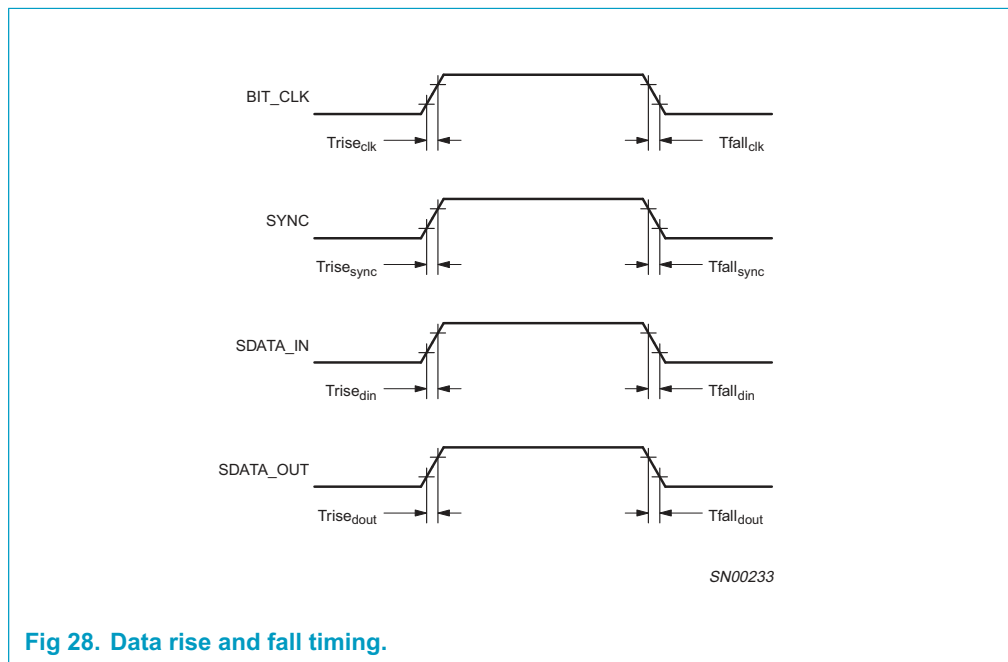 BIT_CLK
Trise_clk
Tfall_clk
SYNC
Trise_sync
Tfall_sync
SDATA_IN
Trise_din
Tfall_din
SDATA_OUT
Trise_dout
Tfall_dout
SN00233
Fig 28. Data rise and fall timing.